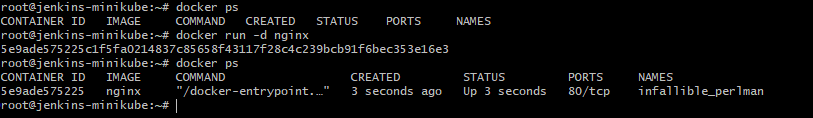 root@jenkins-minikube:~# docker ps
CONTAINER ID   IMAGE     COMMAND   CREATED   STATUS    PORTS     NAMES
root@jenkins-minikube:~# docker run -d nginx
5e9ade575225c1f5fa0214837c85658f43117f28c4c239bcb91f6bec353e16e3
root@jenkins-minikube:~# docker ps
CONTAINER ID   IMAGE     COMMAND                  CREATED         STATUS         PORTS     NAMES
5e9ade575225   nginx     "/docker-entrypoint.…"   3 seconds ago   Up 3 seconds   80/tcp    infallible_perlman
root@jenkins-minikube:~#